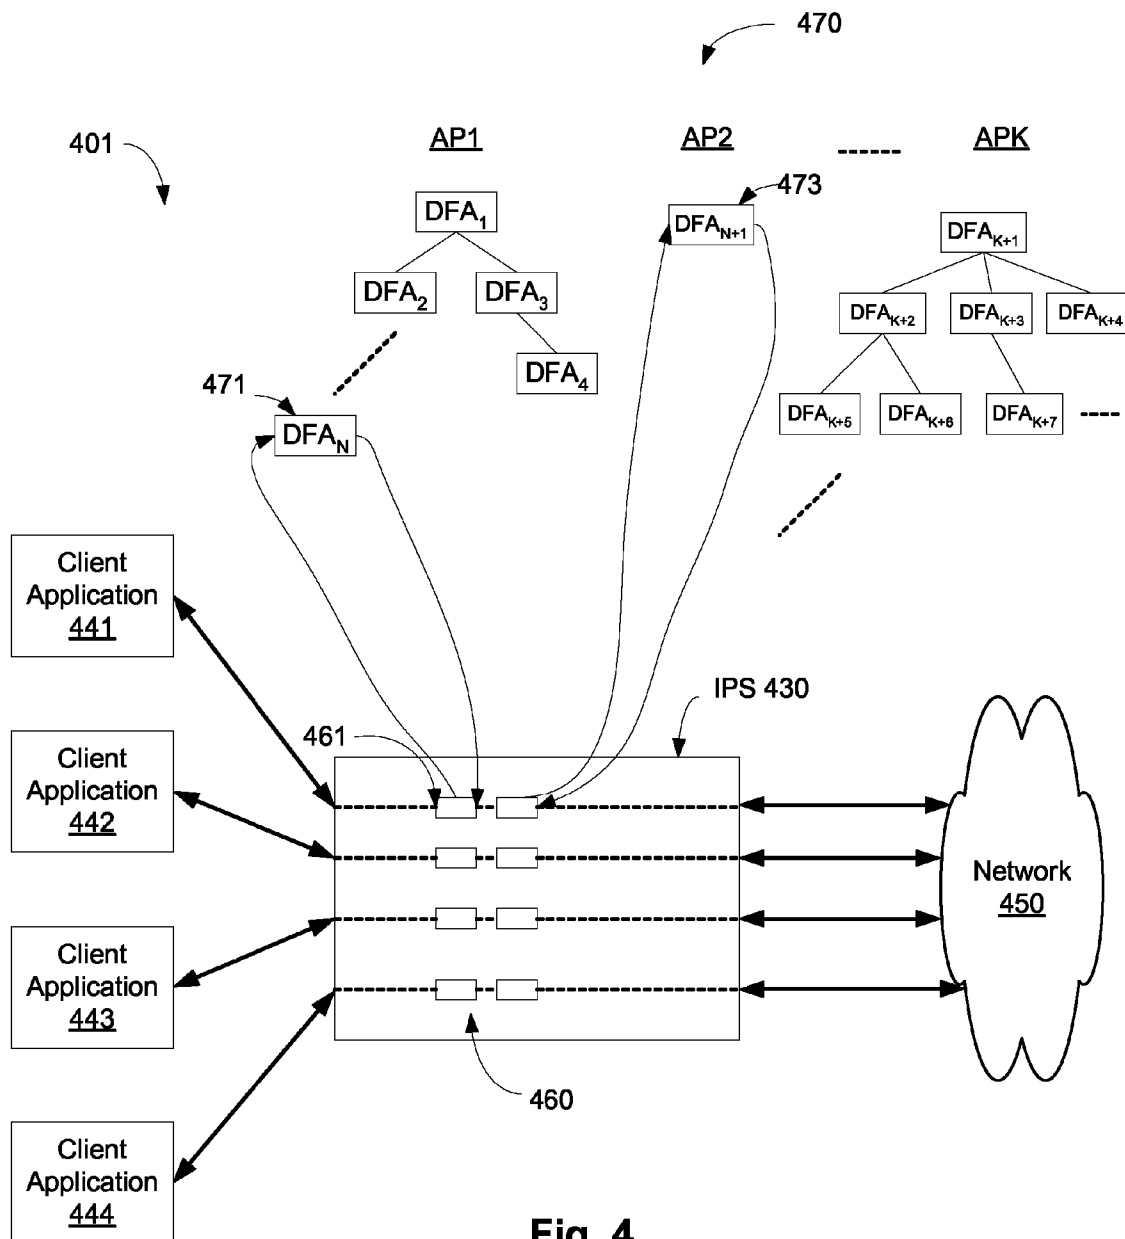 470
401
AP1
AP2
APK
473
DFA1
DFAN+1
DFAK+1
DFA2
DFA3
DFAK+2
DFAK+3
DFAK+4
DFA4
471
DFAN
DFAK+5
DFAK+6
DFAK+7
Client
Application
441
IPS 430
461
Client
Application
442
Network
450
Client
Application
443
460
Client
Application
444
Fig. 4